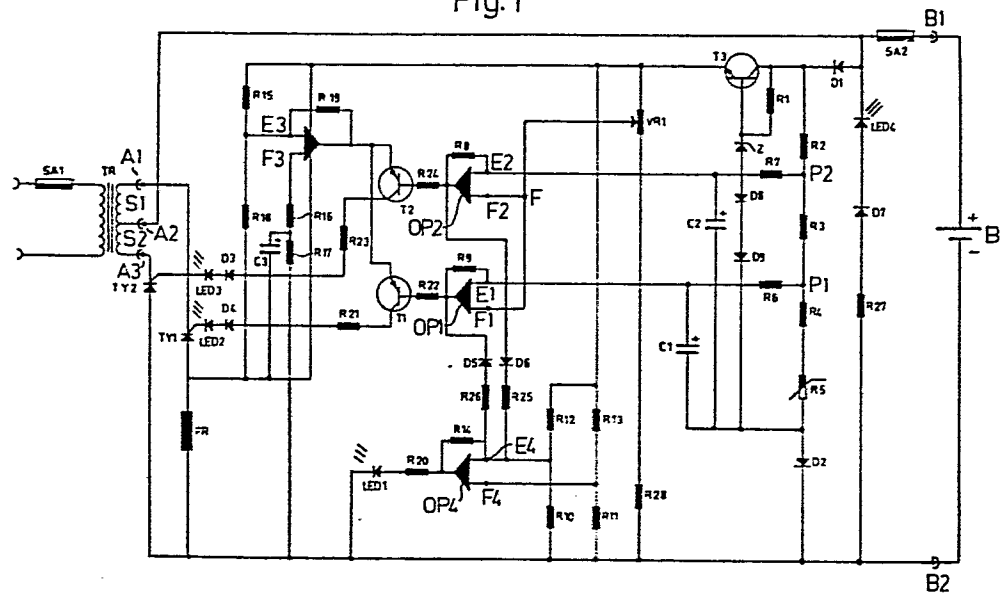 Fig. 1
B1
SA2
T3
D1
R15
R19
R1
E3
VR1
LED4
F3
R2
A1
SA1
TR
R8
E2
Z
R7
P2
S1
R24
F
R18
R16
T2
F2
D8
A2
OP2
C2
R3
D7
+
B
S2
C3
R17
R23
A3
D3
R9
D9
-
TY2
LED3
E1
R6
P1
D4
T1
R22
F1
R4
R27
TY1
LED2
R21
OP1
C1
D5
D6
R5
R26
R25
FR
R12
R13
R14
E4
D2
LED1
R20
OP4
F4
R28
R10
R11
B2